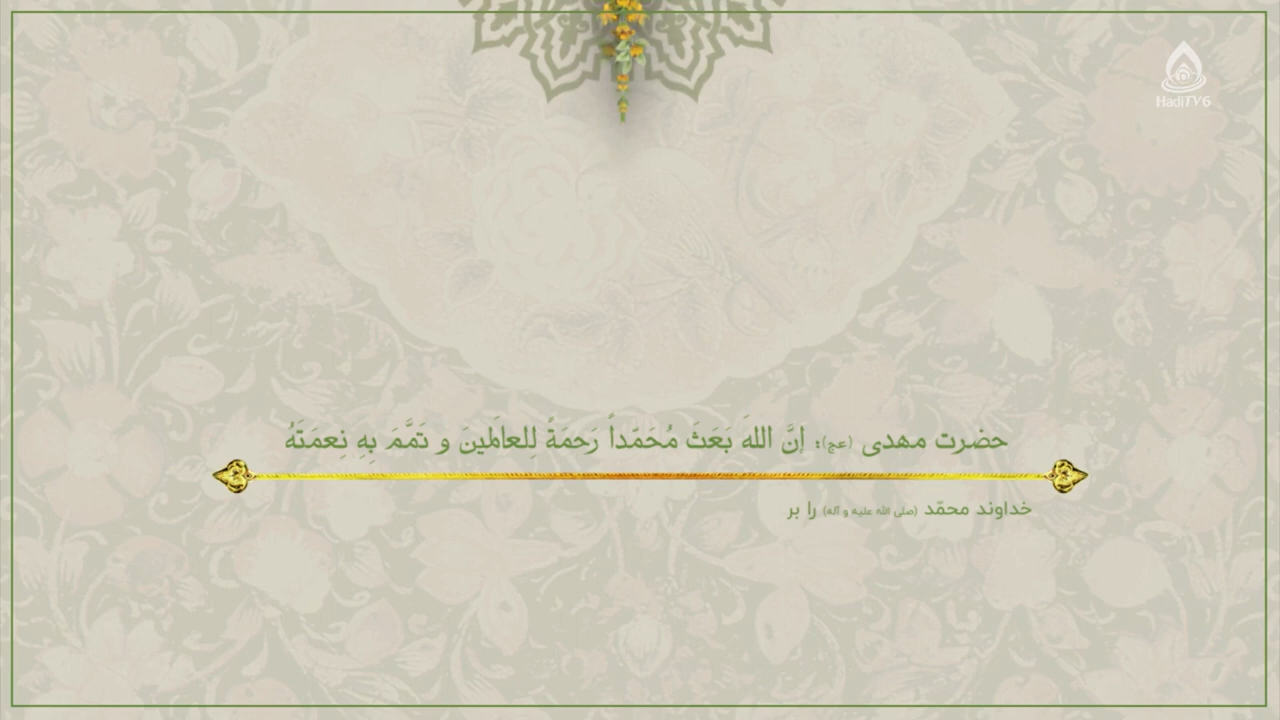 HadiTV6
حضرت مهدی (عج): إنَّ اللهَ بَعَثَ مُحَمّداً رَحمَةً لِلعالَمینَ و تَمَّمَ بِهِ نِعمَتَهُ
خداوند محمّد (صلی الله علیه و آله) را بر